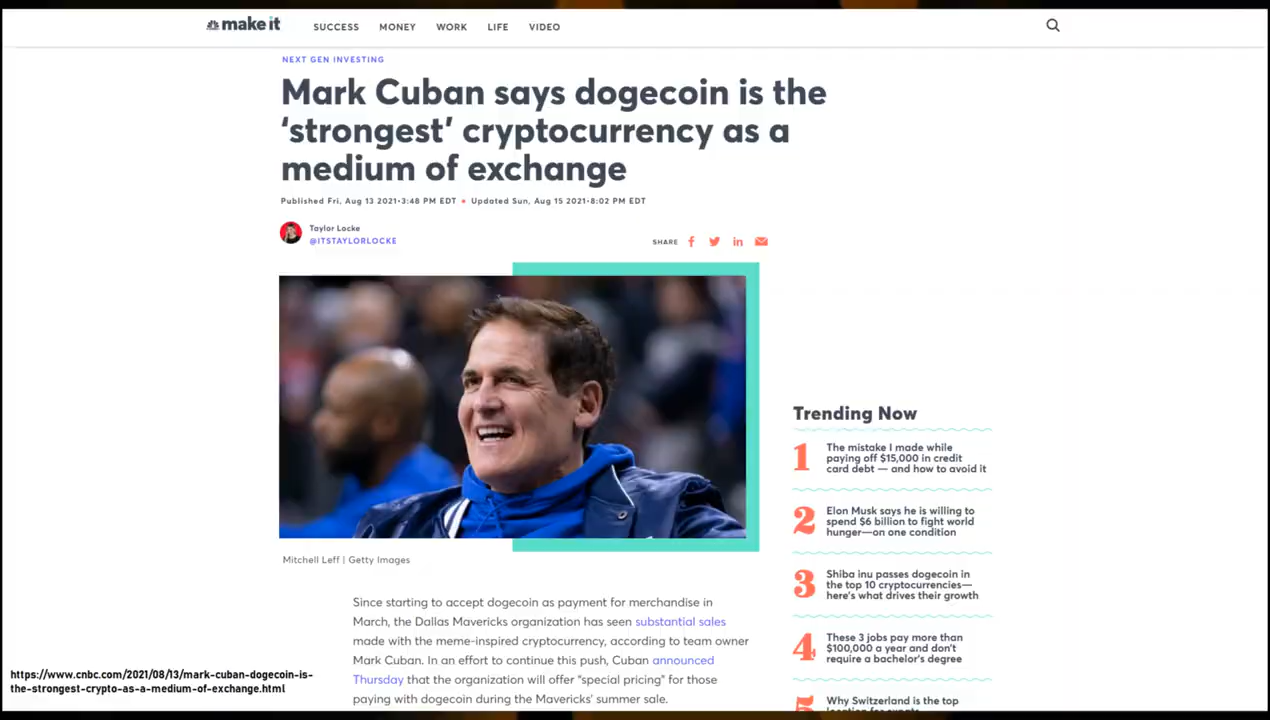 make it
SUCCESS MONEY WORK LIFE VIDEO
NEXT GEN INVESTING
Mark Cuban says dogecoin is the
‘strongest’ cryptocurrency as a
medium of exchange
Published Fri, Aug 13 2021•3:48 PM EDT • Updated Sun, Aug 15 2021•8:02 PM EDT
Taylor Locke
@ITSTAYLORLOCKE
SHARE
Mitchell Leff | Getty Images
Since starting to accept dogecoin as payment for merchandise in
March, the Dallas Mavericks organization has seen substantial sales
made with the meme-inspired cryptocurrency, according to team owner
Mark Cuban. In an effort to continue this push, Cuban announced
Thursday that the organization will offer “special pricing” for those
paying with dogecoin during the Mavericks’ summer sale.
Trending Now
1
The mistake I made while
paying off $15,000 in credit
card debt — and how to avoid it
2
Elon Musk says he is willing to
spend $6 billion to fight world
hunger—on one condition
3
Shiba inu passes dogecoin in
the top 10 cryptocurrencies—
here’s what drives their growth
4
These 3 jobs pay more than
$100,000 a year and don’t
require a bachelor’s degree
5
Why Switzerland is the top
location for expats
https://www.cnbc.com/2021/08/13/mark-cuban-dogecoin-is-
the-strongest-crypto-as-a-medium-of-exchange.html